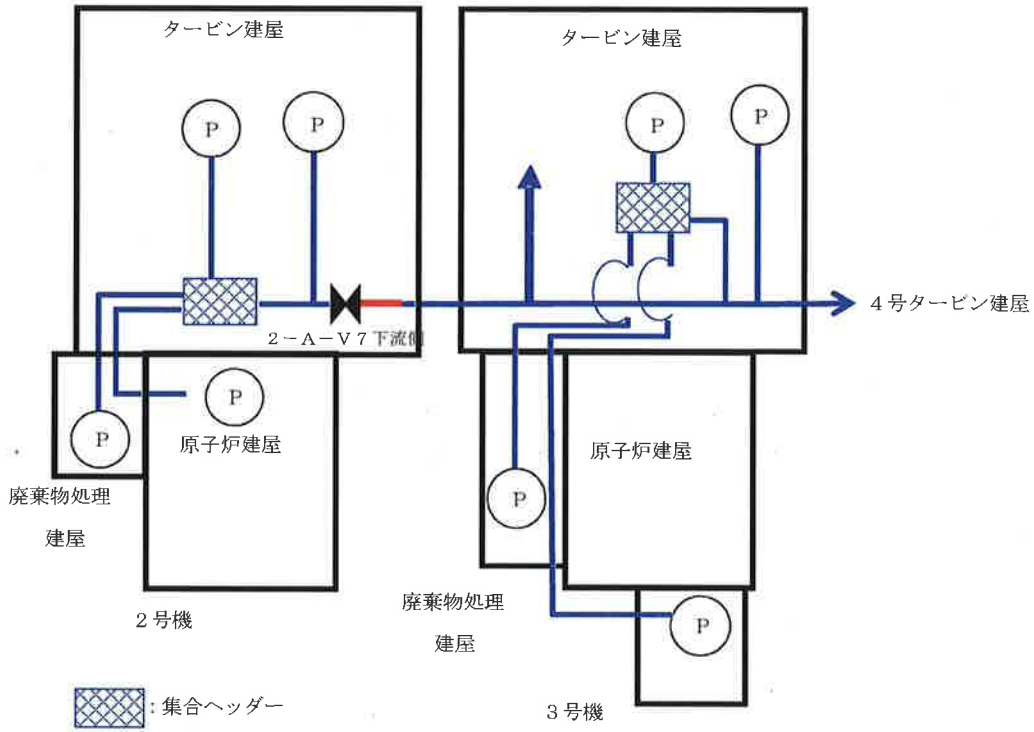 タービン建屋
タービン建屋
P
P
P
P
4号タービン建屋
2-A-V7下流側
P
原子炉建屋
P
原子炉建屋
廃棄物処理
建屋
P
2号機
廃棄物処理
建屋
P
:集合ヘッダー
3号機